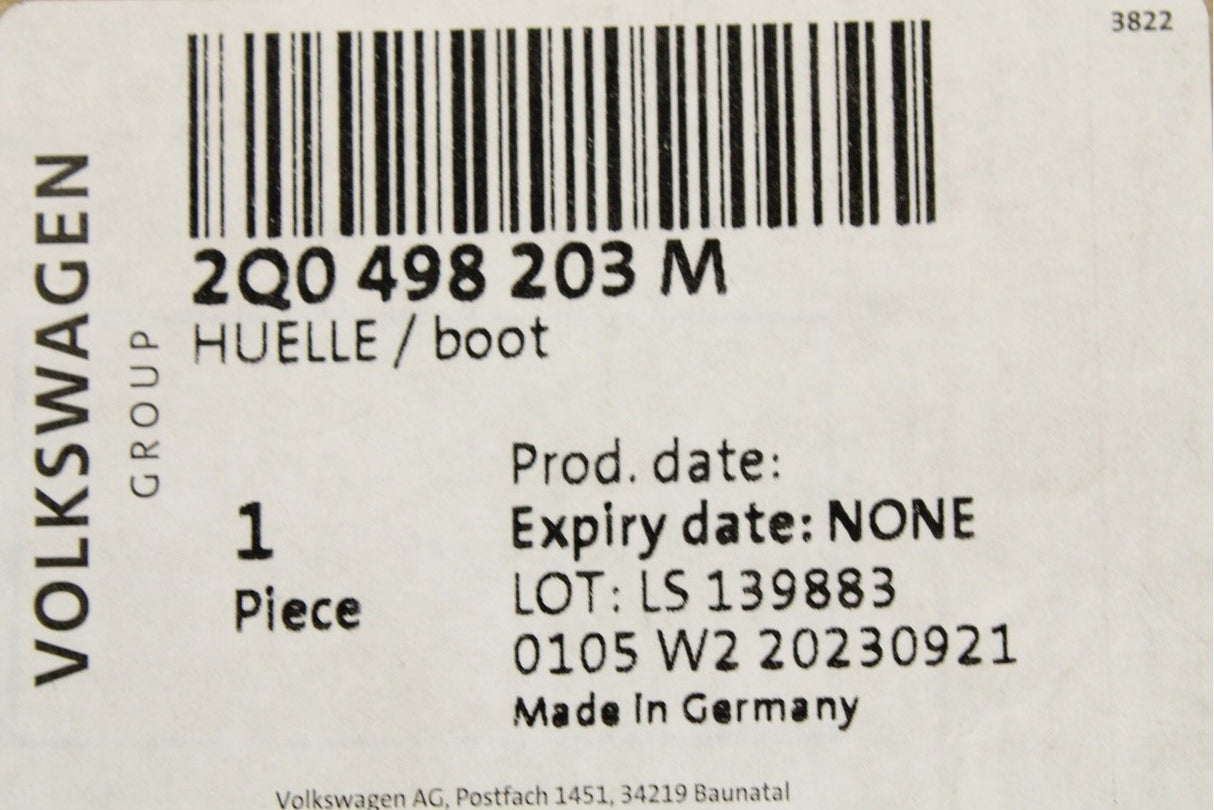 3822
VOLKSWAGEN
GROUP
2Q0 498 203 M
HUELLE / boot
1
Piece
Prod. date:
Expiry date: NONE
LOT: LS 139883
0105 W2 20230921
Made in Germany
Volkswagen AG, Postfach 1451, 34219 Baunatal